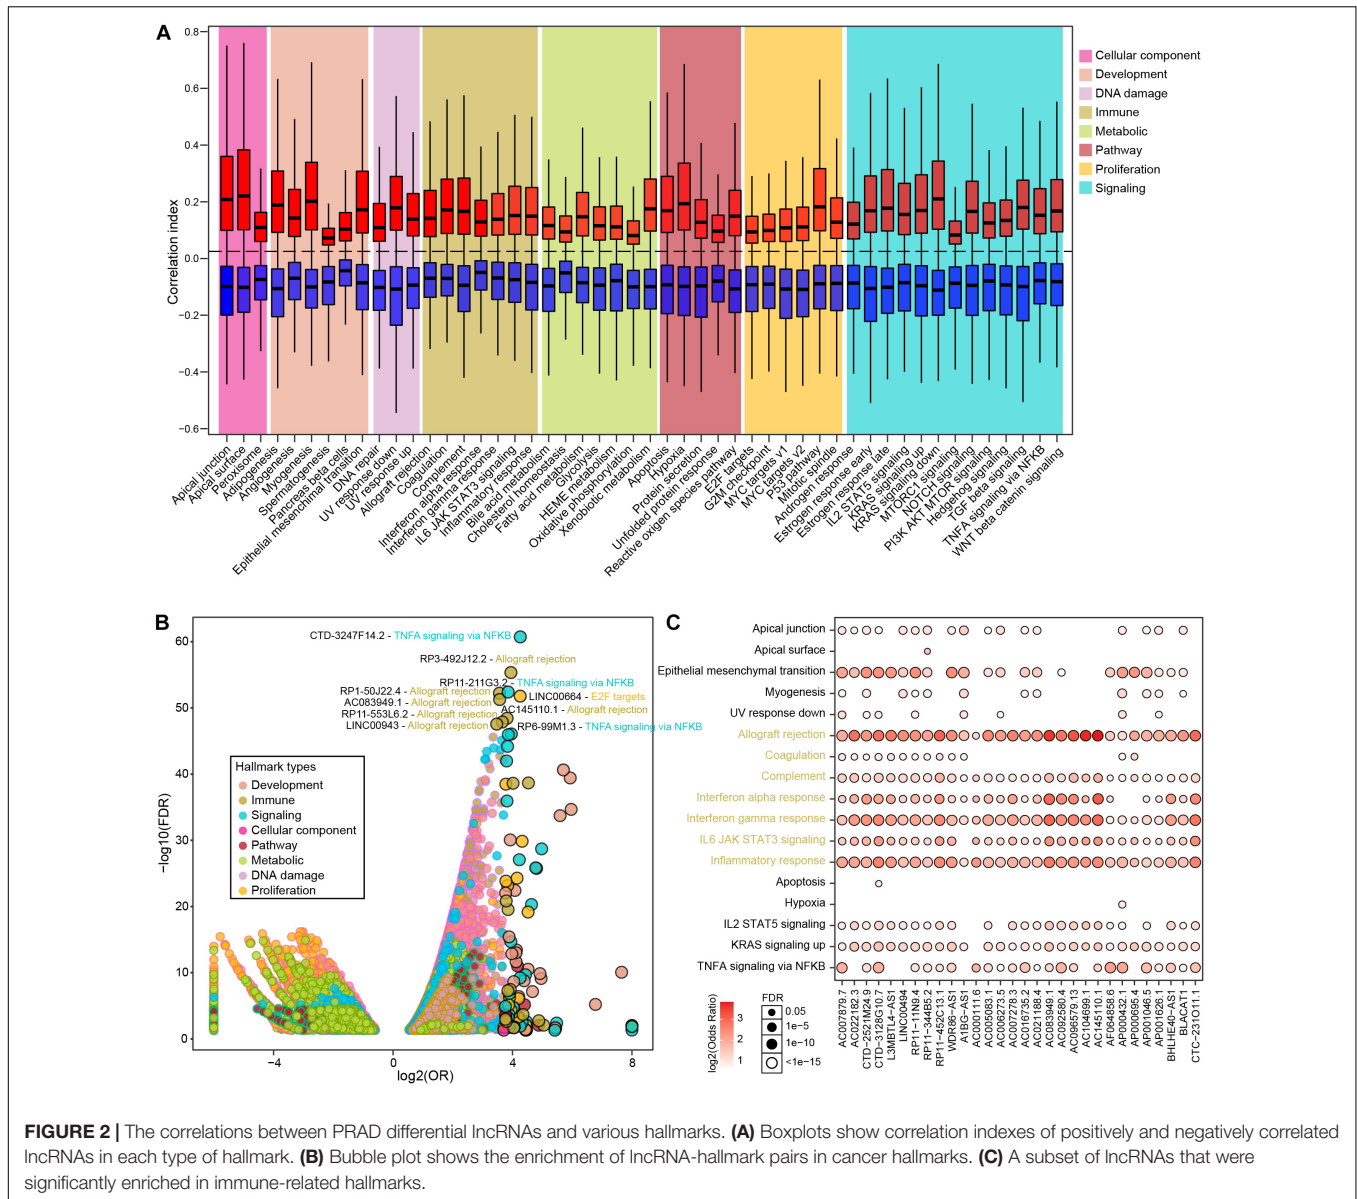 A
0.8
0.6
0.4
0.2
0.0
−0.2
−0.4
−0.6
Correlation index
Cellular component
Development
DNA damage
Immune
Metabolic
Pathway
Proliferation
Signaling
Apical junction
Apical surface
Peroxisome
Adipogenesis
Angiogenesis
Myogenesis
Spermatogenesis
Pancreas beta cells
Epithelial mesenchymal transition
DNA repair
UV response down
UV response up
Allograft rejection
Coagulation
Complement
Interferon alpha response
Interferon gamma response
IL6 JAK STAT3 signaling
Inflammatory response
Bile acid metabolism
Cholesterol homeostasis
Fatty acid metabolism
Glycolysis
HEME metabolism
Oxidative phosphorylation
Xenobiotic metabolism
Apoptosis
Hypoxia
Protein secretion
Unfolded protein response
Reactive oxigen species pathway
E2F targets
G2M checkpoint
MYC targets v1
MYC targets v2
P53 pathway
Mitotic spindle
Androgen response
Estrogen response early
Estrogen response late
IL2 STAT5 signaling
KRAS signaling up
KRAS signaling down
MTORC1 signaling
NOTCH signaling
PI3K AKT MTOR signaling
Hedgehog signaling
TGF beta signaling
TNFA signaling via NFKB
WNT beta catenin signaling
B
60
50
40
30
20
10
0
−log10(FDR)
CTD-3247F14.2 - TNFA signaling via NFKB
RP3-492J12.2 - Allograft rejection
RP11-211G3.2 - TNFA signaling via NFKB
RP1-50J22.4 - Allograft rejection
LINC00664 - E2F targets
AC083949.1 - Allograft rejection
AC145110.1 - Allograft rejection
RP11-553L6.2 - Allograft rejection
LINC00943 - Allograft rejection
RP6-99M1.3 - TNFA signaling via NFKB
Hallmark types
Development
Immune
Signaling
Cellular component
Pathway
Metabolic
DNA damage
Proliferation
−4
0
4
8
log2(OR)
C
Apical junction
Apical surface
Epithelial mesenchymal transition
Myogenesis
UV response down
Allograft rejection
Coagulation
Complement
Interferon alpha response
Interferon gamma response
IL6 JAK STAT3 signaling
Inflammatory response
Apoptosis
Hypoxia
IL2 STAT5 signaling
KRAS signaling up
TNFA signaling via NFKB
log2(Odds Ratio)
3
2
1
FDR
0.05
1e-5
1e-10
<1e-15
AC007879.7
AC022182.3
CTD-2521M24.9
CTD-3128G10.7
L3MBTL4-AS1
LINC00494
RP11-11N9.4
RP11-344B5.2
RP11-452C13.1
WDR86-AS1
A1BG-AS1
AC000111.6
AC005083.1
AC006273.5
AC007278.3
AC016735.2
AC021188.4
AC083949.1
AC092580.4
AC096579.13
AC104699.1
AC145110.1
AF064858.6
AP000432.1
AP000695.4
AP001046.5
AP001626.1
BHLHE40-AS1
BLACAT1
CTC-231O11.1
FIGURE 2 | The correlations between PRAD differential lncRNAs and various hallmarks. (A) Boxplots show correlation indexes of positively and negatively correlated
lncRNAs in each type of hallmark. (B) Bubble plot shows the enrichment of lncRNA-hallmark pairs in cancer hallmarks. (C) A subset of lncRNAs that were
significantly enriched in immune-related hallmarks.